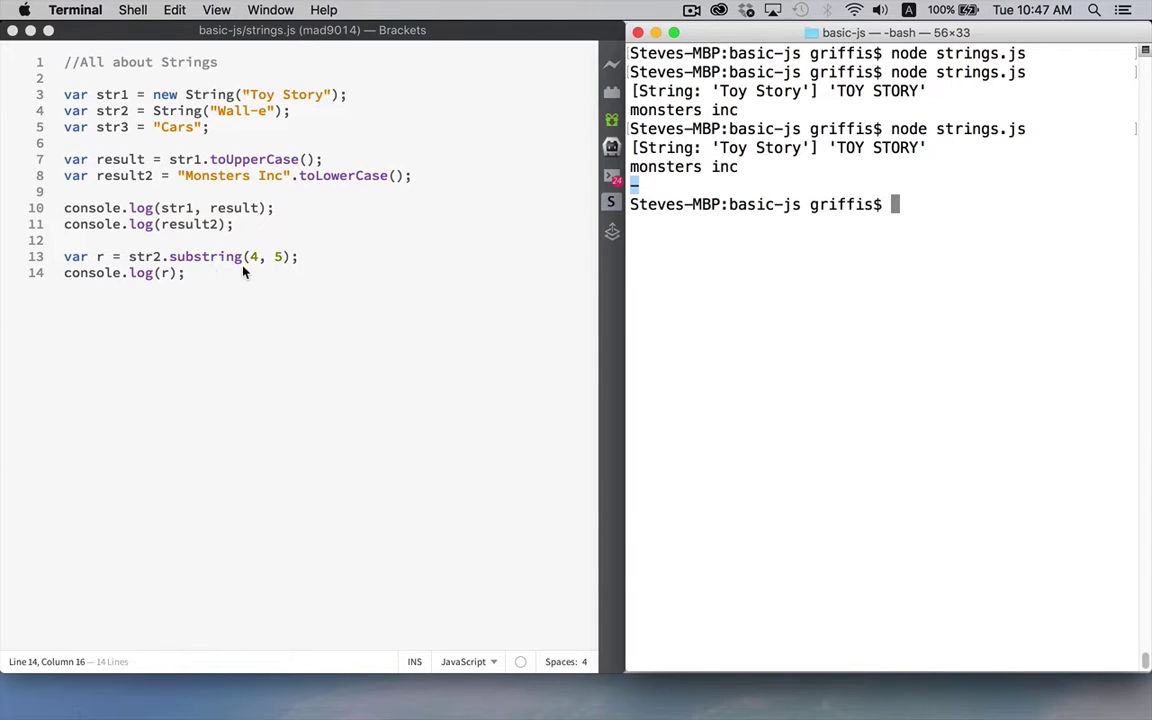 Terminal Shell Edit View Window Help 100% Tue 10:47 AM
basic-js/strings.js (mad9014) — Brackets
1 //All about Strings
2
3 var str1 = new String("Toy Story");
4 var str2 = String("Wall-e");
5 var str3 = "Cars";
6
7 var result = str1.toUpperCase();
8 var result2 = "Monsters Inc".toLowerCase();
9
10 console.log(str1, result);
11 console.log(result2);
12
13 var r = str2.substring(4, 5);
14 console.log(r);
24
S
Line 14, Column 16 — 14 Lines
INS JavaScript Spaces: 4
basic-js — -bash — 56×33
Steves-MBP:basic-js griffis$ node strings.js
Steves-MBP:basic-js griffis$ node strings.js
[String: 'Toy Story'] 'TOY STORY'
monsters inc
Steves-MBP:basic-js griffis$ node strings.js
[String: 'Toy Story'] 'TOY STORY'
monsters inc
-
Steves-MBP:basic-js griffis$